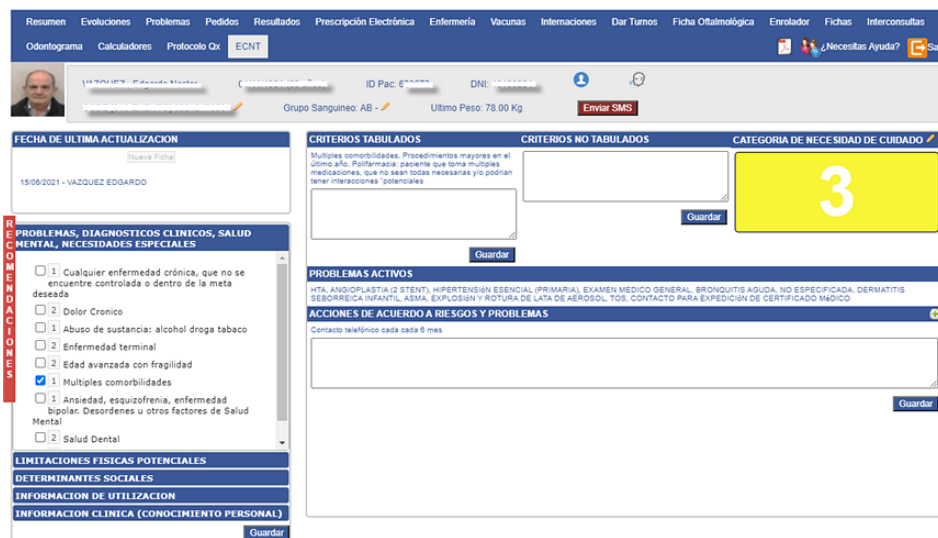 Resumen Evoluciones Problemas Pedidos Resultados Prescripción Electrónica Enfermería Vacunas Internaciones Dar Turnos Ficha Oftalmológica Enrolador Fichas Interconsultas
Odontograma Calculadores Protocolo Qx ECNT ¿Necesitas Ayuda? Sa
ID Pac: DNI:
Grupo Sanguineo: AB - Ultimo Peso: 78.00 Kg Enviar SMS
FECHA DE ULTIMA ACTUALIZACION
Nueva Ficha
15/06/2021 - VAZQUEZ EDGARDO
RECOMENDACIONES
PROBLEMAS, DIAGNOSTICOS CLINICOS, SALUD
MENTAL, NECESIDADES ESPECIALES
1 Cualquier enfermedad crónica, que no se
encuentre controlada o dentro de la meta
deseada
2 Dolor Cronico
1 Abuso de sustancia: alcohol droga tabaco
2 Enfermedad terminal
2 Edad avanzada con fragilidad
1 Multiples comorbilidades
1 Ansiedad, esquizofrenia, enfermedad
bipolar. Desordenes u otros factores de Salud
Mental
2 Salud Dental
LIMITACIONES FISICAS POTENCIALES
DETERMINANTES SOCIALES
INFORMACION DE UTILIZACION
INFORMACION CLINICA (CONOCIMIENTO PERSONAL)
Guardar
CRITERIOS TABULADOS
Multiples comorbilidades, Procedimientos mayores en el
último año, Polifarmacia: paciente que toma multiples
medicaciones, que no sean todas necesarias y/o podrian
tener interacciones "potenciales
Guardar
CRITERIOS NO TABULADOS
Guardar
CATEGORIA DE NECESIDAD DE CUIDADO
3
PROBLEMAS ACTIVOS
HTA, ANGIOPLASTIA (2 STENT), HIPERTENSIóN ESENCIAL (PRIMARIA), EXAMEN MEDICO GENERAL, BRONQUITIS AGUDA, NO ESPECIFICADA, DERMATITIS
SEBORREICA INFANTIL, ASMA, EXPLOSIóN Y ROTURA DE LATA DE AEROSOL, TOS, CONTACTO PARA EXPEDICIóN DE CERTIFICADO MéDICO
ACCIONES DE ACUERDO A RIESGOS Y PROBLEMAS
Contacto telefónico cada cada 6 mes
Guardar